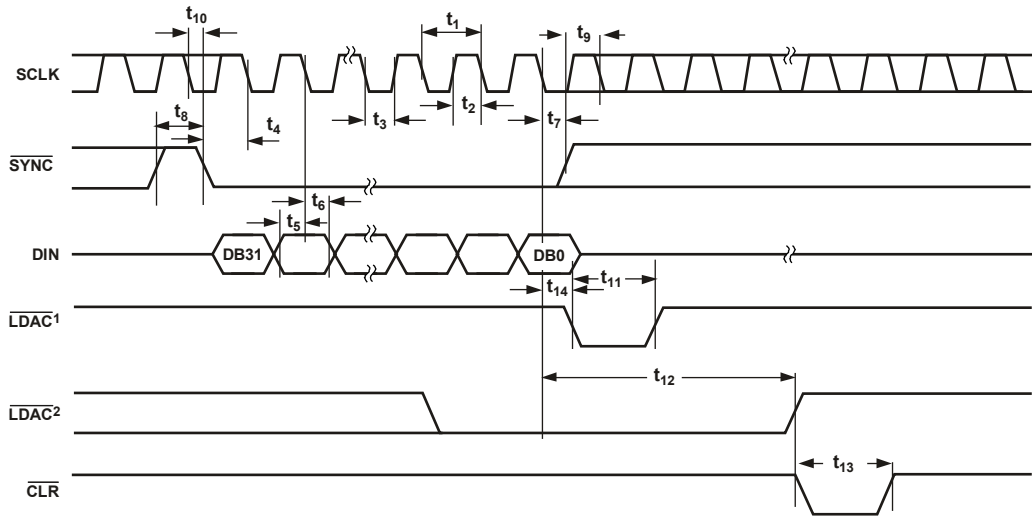 t10
t1
t9
SCLK
t8
t4
t3
t2
t7
SYNC
t6
t5
DIN
DB31
DB0
t11
t14
LDAC1
t12
LDAC2
t13
CLR